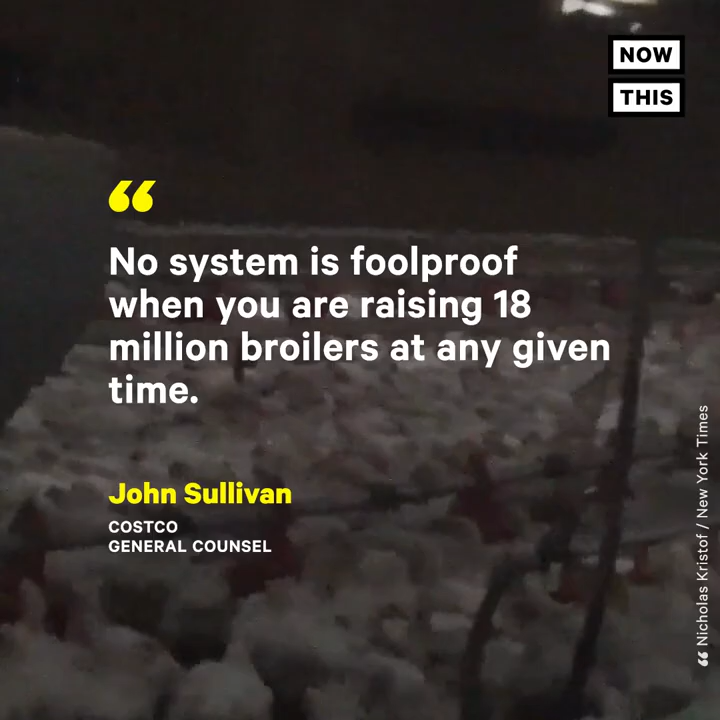 NOW
THIS
“
No system is foolproof
when you are raising 18
million broilers at any given
time.
John Sullivan
COSTCO
GENERAL COUNSEL
“ Nicholas Kristof / New York Times